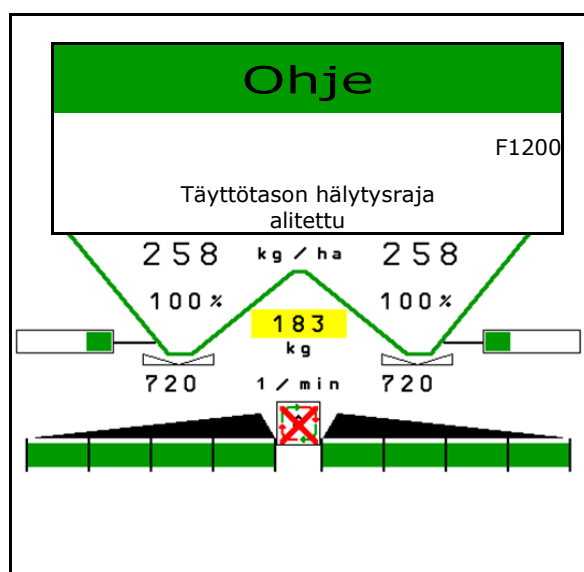 Ohje
F1200
Täyttötason hälytysraja
alitettu
258 kg / ha 258
100% 100%
183
kg
720 1 / min 720